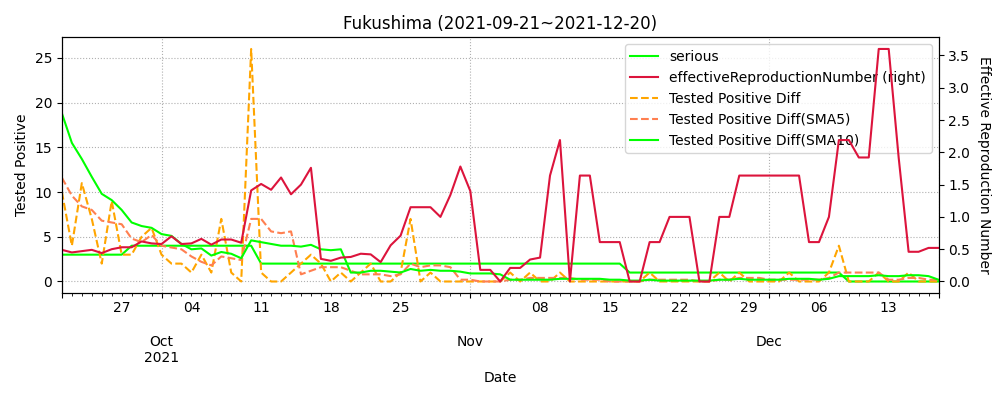 Fukushima (2021-09-21~2021-12-20)
serious
effectiveReproductionNumber (right)
Tested Positive Diff
Tested Positive Diff(SMA5)
Tested Positive Diff(SMA10)
Tested Positive
25
20
15
10
5
0
Effective Reproduction Number
3.5
3.0
2.5
2.0
1.5
1.0
0.5
0.0
27 04 11 18 25 08 15 22 29 06 13
Oct Nov Dec
2021
Date